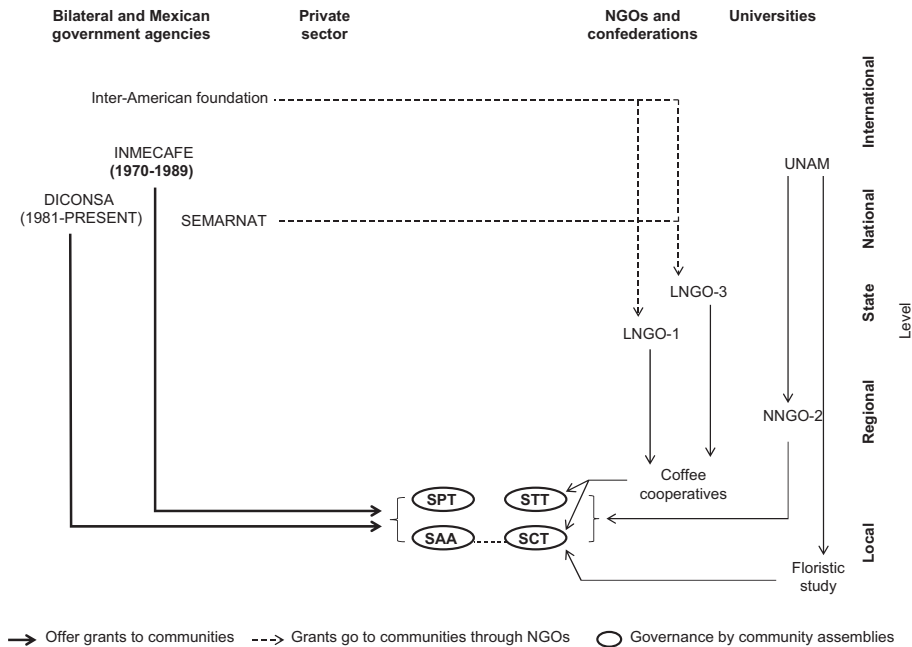 Bilateral and Mexican
government agencies
Private
sector
NGOs and
confederations
Universities
Inter-American foundation
International
INMECAFE
(1970-1989)
UNAM
DICONSA
(1981-PRESENT)
SEMARNAT
National
LNGO-3
State
LNGO-1
Level
NNGO-2
Regional
Coffee
cooperatives
SPT
STT
SAA
SCT
Local
Floristic
study
Offer grants to communities
Grants go to communities through NGOs
Governance by community assemblies